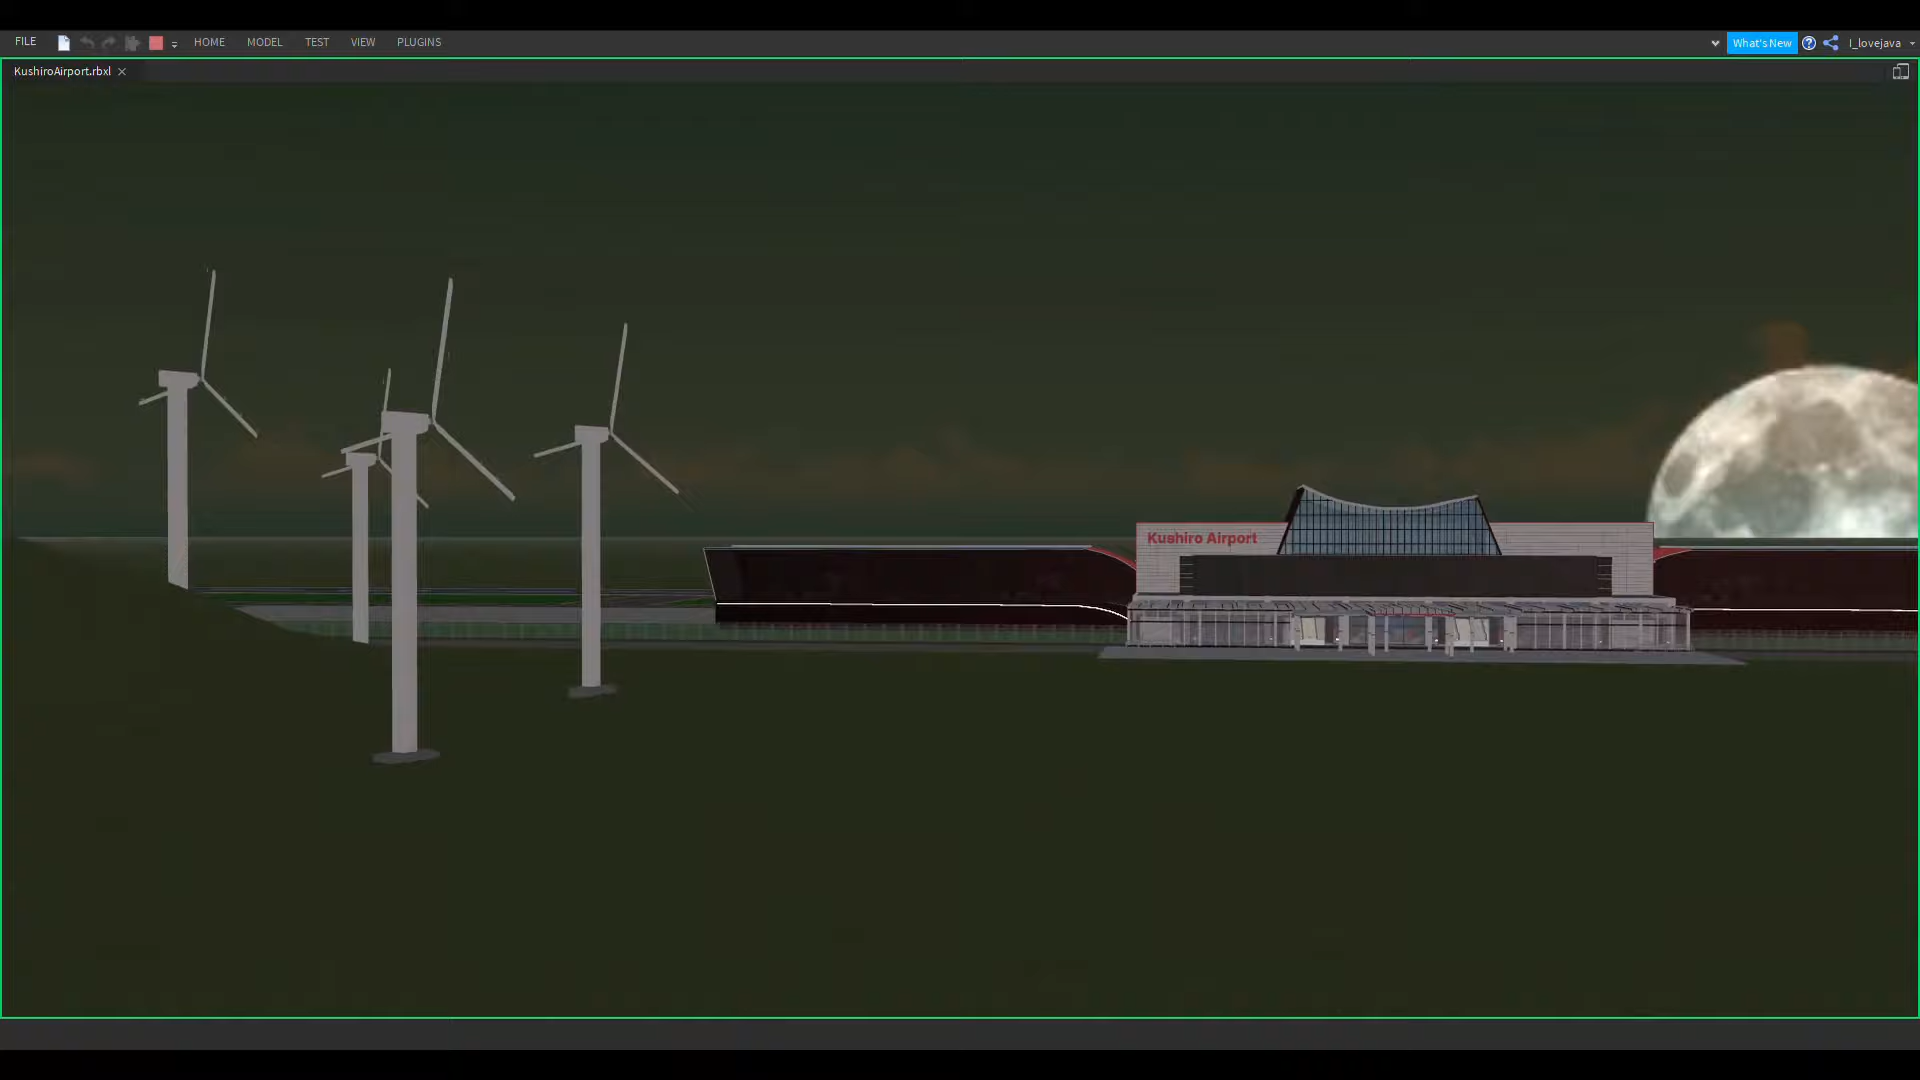 FILE
HOME
MODEL
TEST
VIEW
PLUGINS
What's New
I_lovejava
KushiroAirport.rbxl
Kushiro Airport